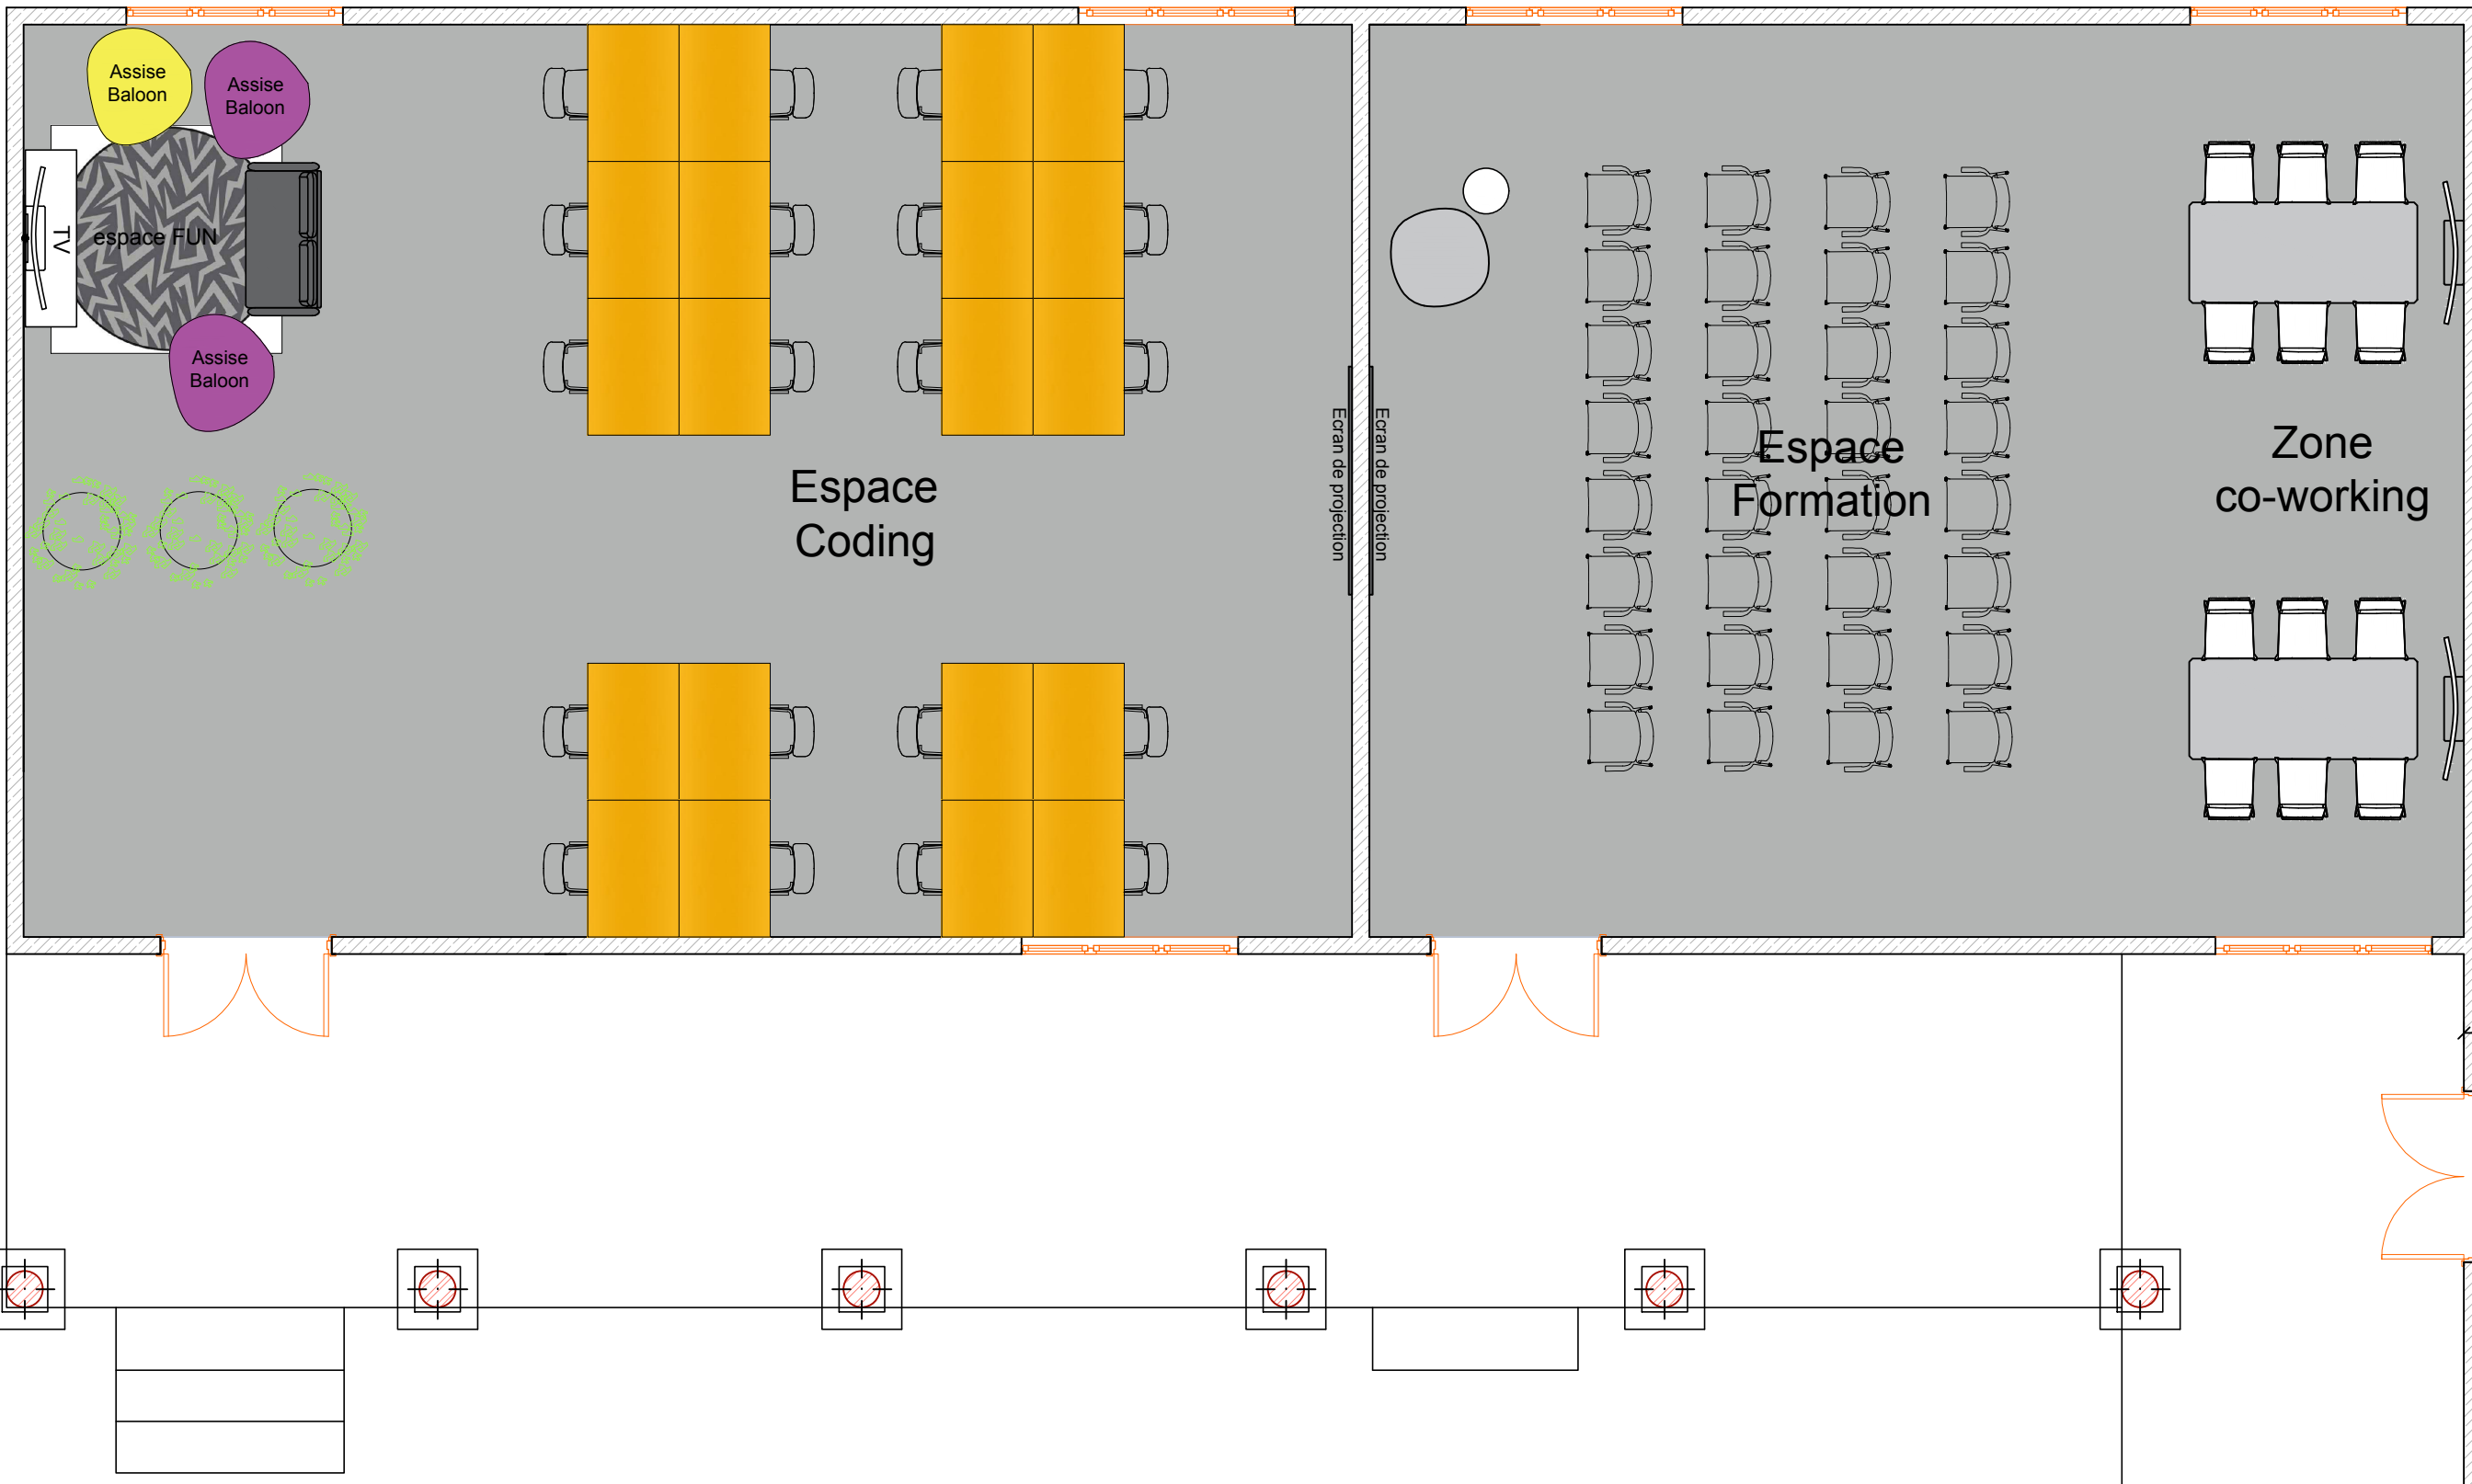 Assise
Baloon
Assise
Baloon
TV
espace FUN
Assise
Baloon
Espace
Coding
Ecran de projection
Ecran de projection
Espace
Formation
Zone
co-working